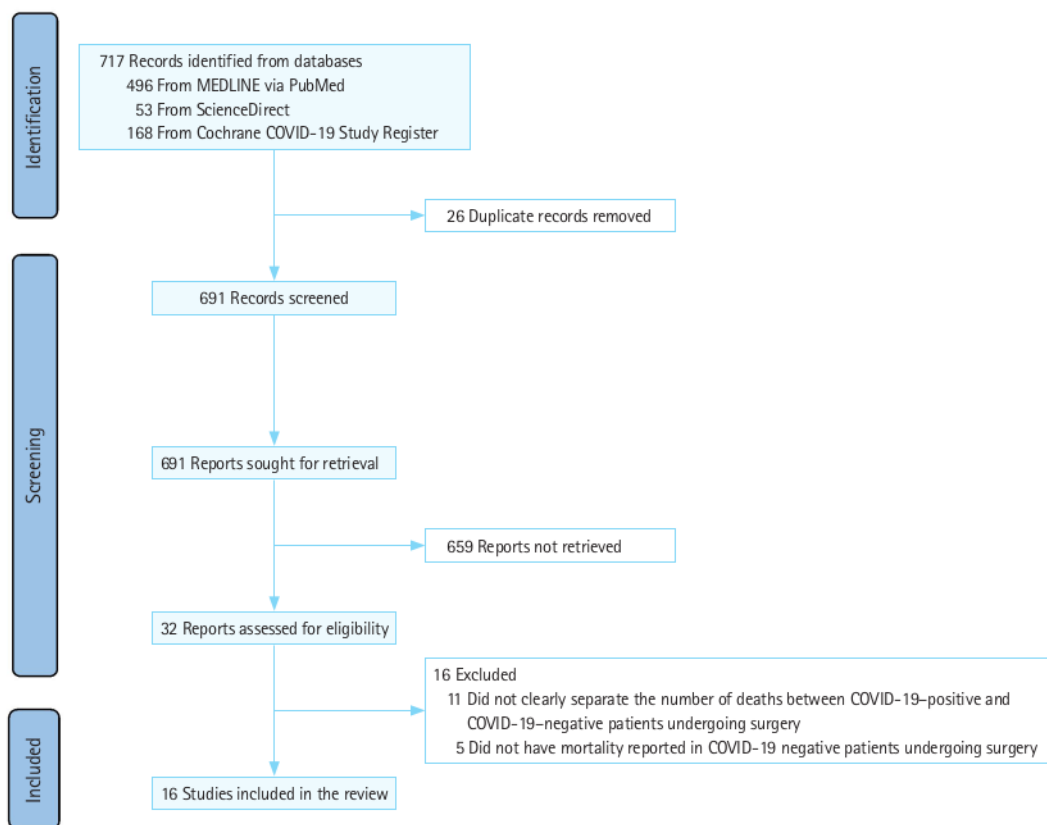 Identification
717 Records identified from databases
496 From MEDLINE via PubMed
53 From ScienceDirect
168 From Cochrane COVID-19 Study Register
26 Duplicate records removed
Screening
691 Records screened
691 Reports sought for retrieval
659 Reports not retrieved
32 Reports assessed for eligibility
16 Excluded
11 Did not clearly separate the number of deaths between COVID-19–positive and
COVID-19–negative patients undergoing surgery
5 Did not have mortality reported in COVID-19 negative patients undergoing surgery
Included
16 Studies included in the review